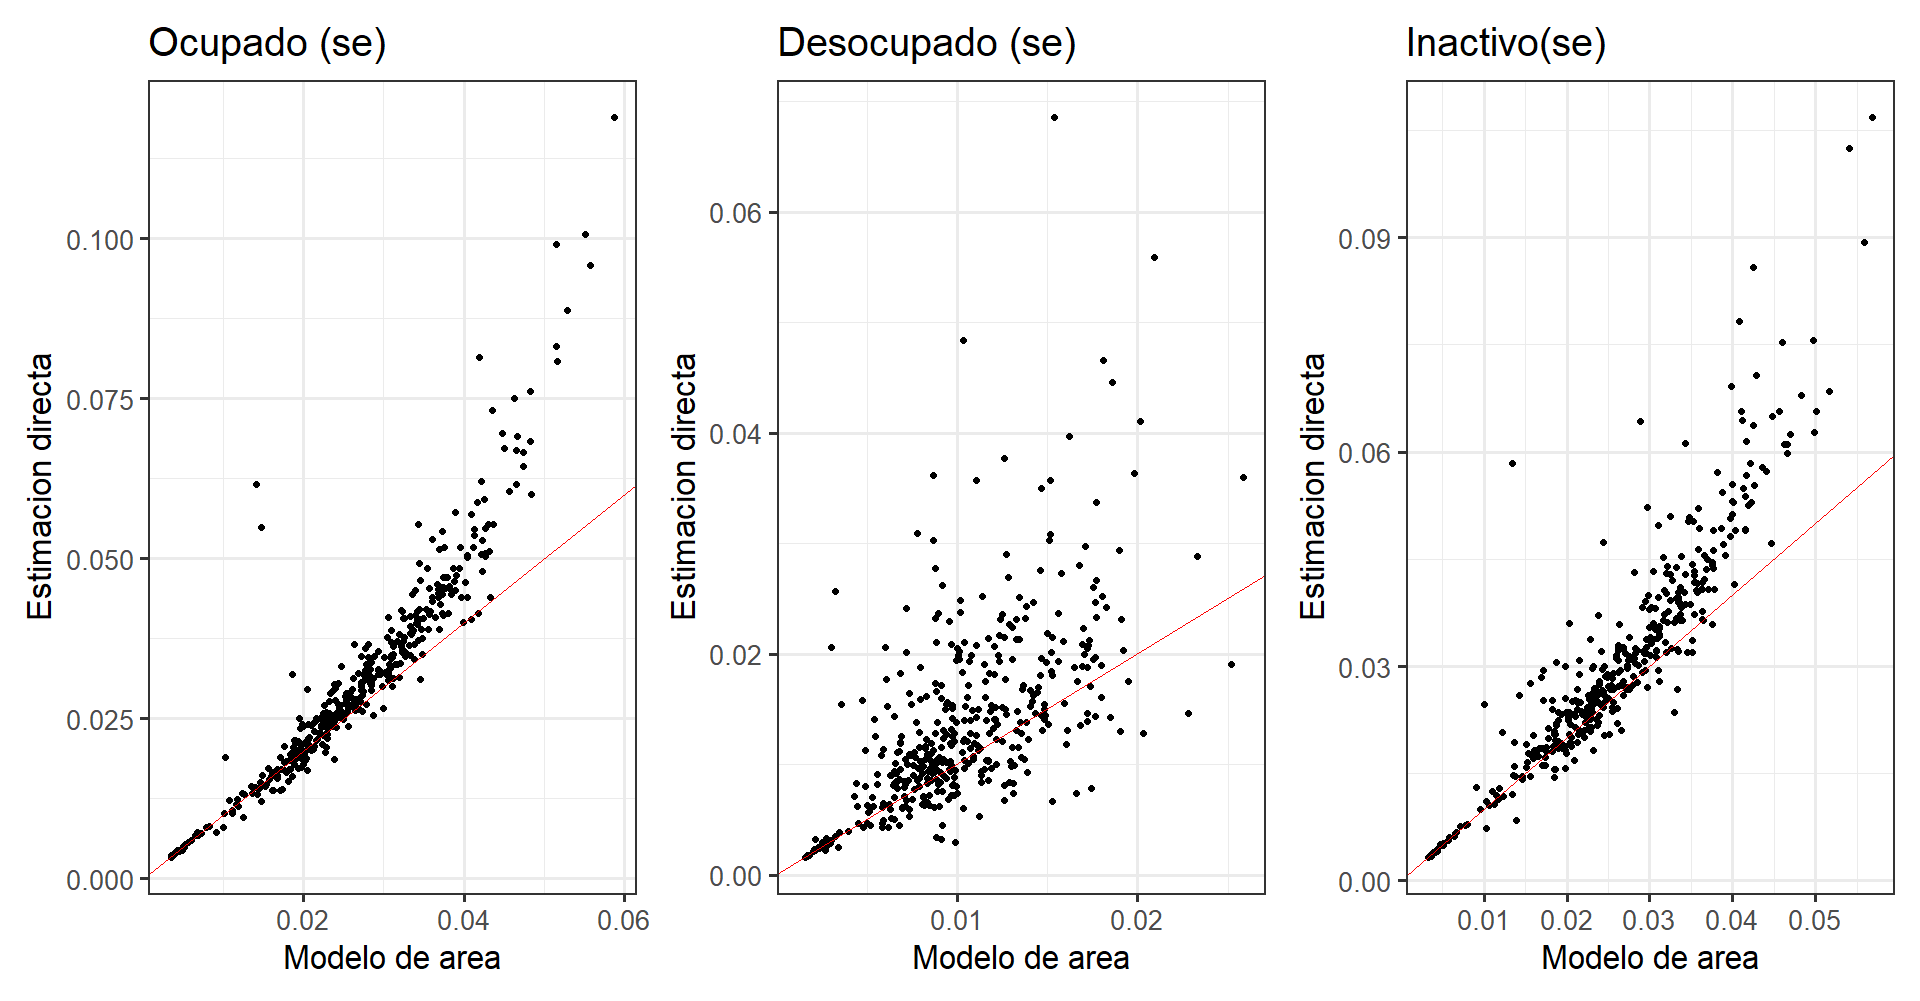 Ocupado (se)
Estimacion directa
0.100
0.075
0.050
0.025
0.000
0.02 0.04 0.06
Modelo de area
Desocupado (se)
Estimacion directa
0.06
0.04
0.02
0.00
0.01 0.02
Modelo de area
Inactivo(se)
Estimacion directa
0.09
0.06
0.03
0.00
0.01 0.02 0.03 0.04 0.05
Modelo de area